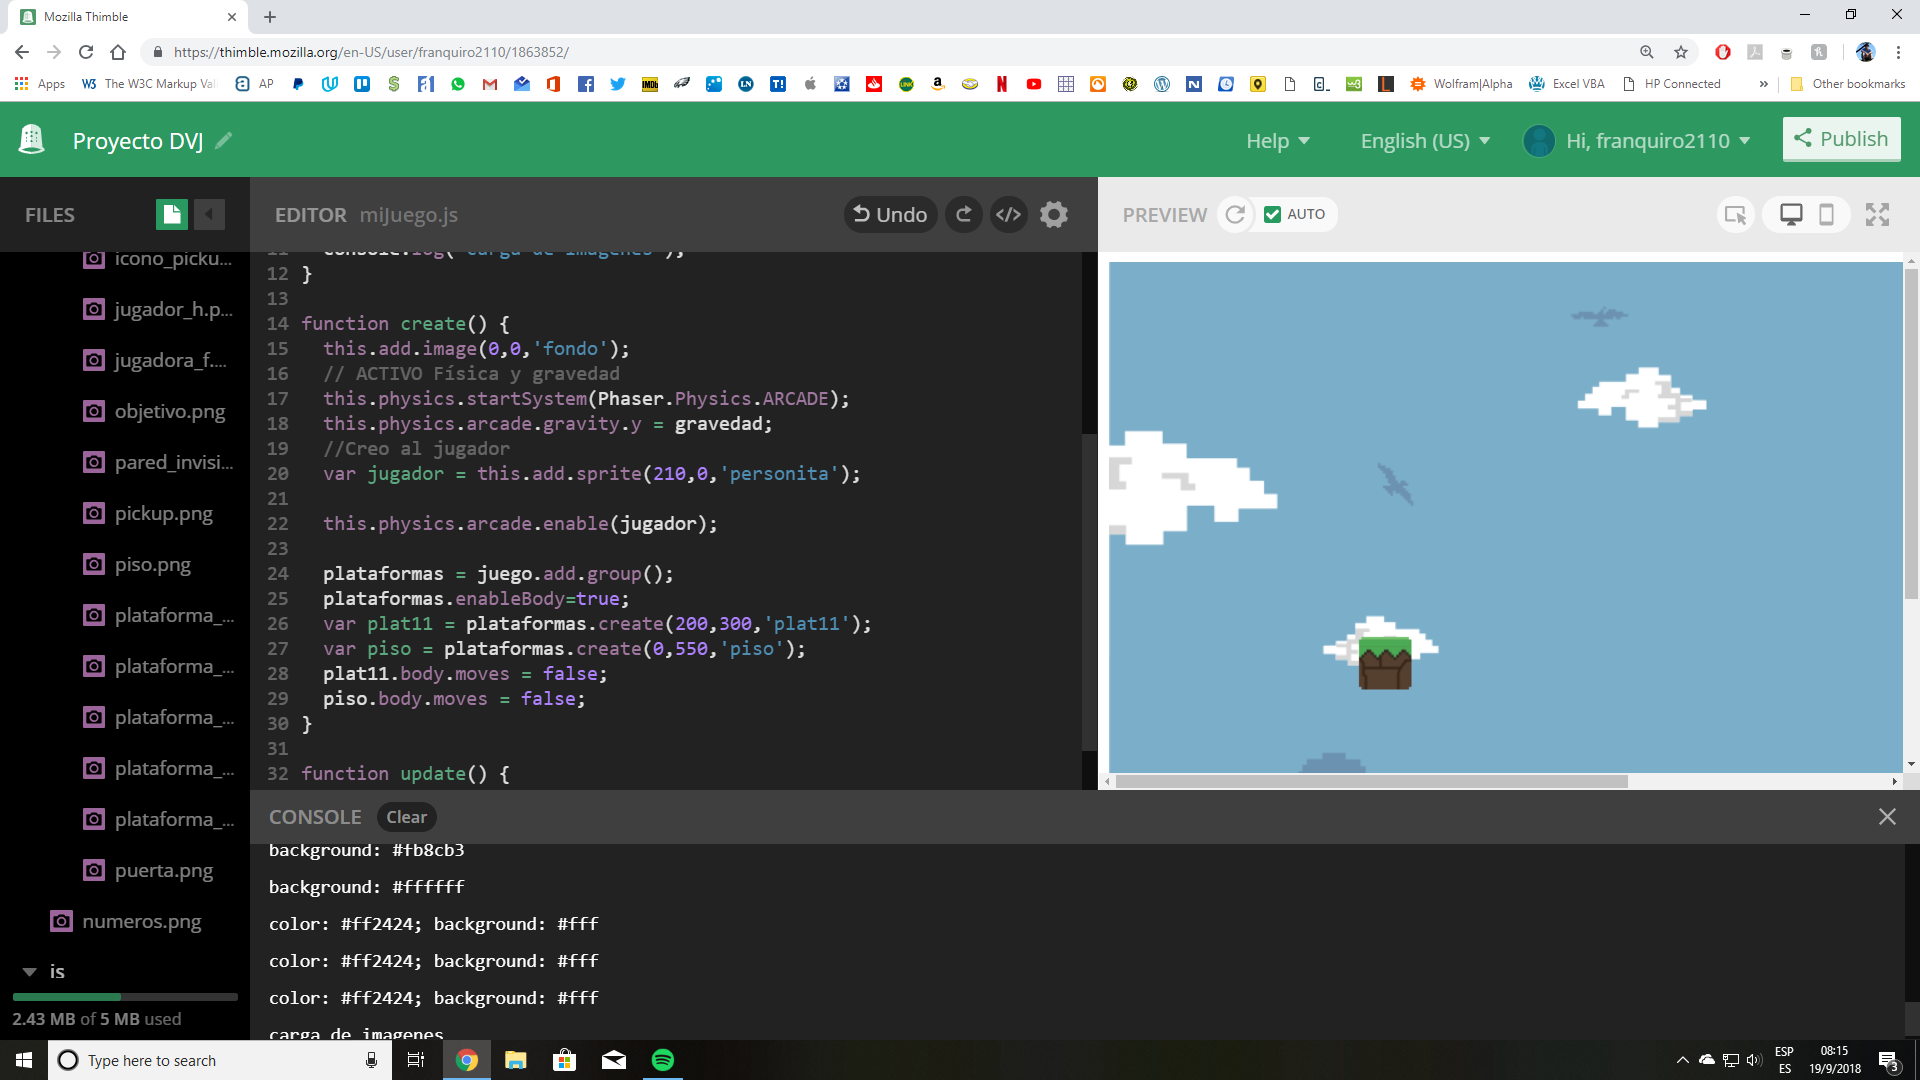 Mozilla Thimble
https://thimble.mozilla.org/en-US/user/franquiro2110/1863852/
Apps
The W3C Markup Val
AP
Wolfram|Alpha
Excel VBA
HP Connected
»
Other bookmarks
Proyecto DVJ
Help
English (US)
Hi, franquiro2110
Publish
FILES
icono_picku...
jugador_h.p...
jugadora_f....
objetivo.png
pared_invisi...
pickup.png
piso.png
plataforma_...
plataforma_...
plataforma_...
plataforma_...
plataforma_...
puerta.png
numeros.png
2.43 MB of 5 MB used
EDITOR miJuego.js
Undo
11 console.log("carga de imagenes");
12 }
13
14 function create() {
15 this.add.image(0,0,'fondo');
16 // ACTIVO Física y gravedad
17 this.physics.startSystem(Phaser.Physics.ARCADE);
18 this.physics.arcade.gravity.y = gravedad;
19 //Creo al jugador
20 var jugador = this.add.sprite(210,0,'personita');
21
22 this.physics.arcade.enable(jugador);
23
24 plataformas = juego.add.group();
25 plataformas.enableBody=true;
26 var plat11 = plataformas.create(200,300,'plat11');
27 var piso = plataformas.create(0,550,'piso');
28 plat11.body.moves = false;
29 piso.body.moves = false;
30 }
31
32 function update() {
PREVIEW
AUTO
CONSOLE
Clear
background: #fb8cb3
background: #ffffff
color: #ff2424; background: #fff
color: #ff2424; background: #fff
color: #ff2424; background: #fff
carga de imagenes
Type here to search
ESP
ES
08:15
19/9/2018
3